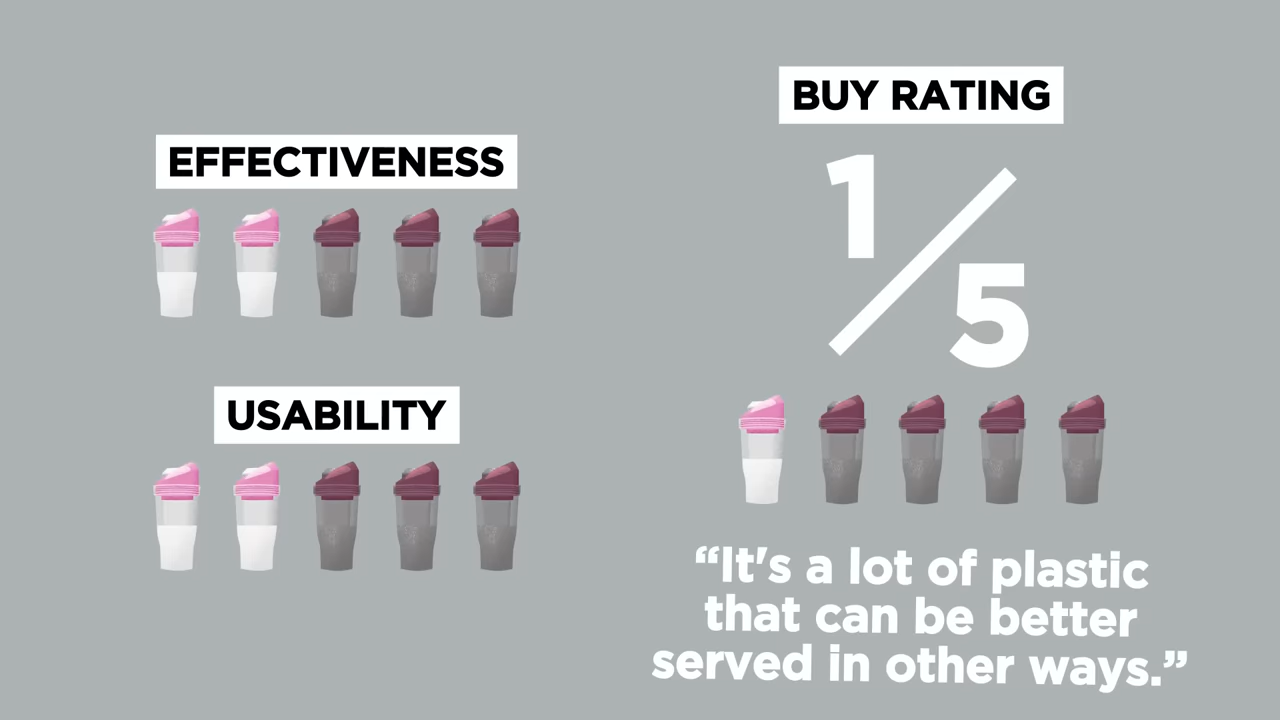 EFFECTIVENESS
USABILITY
BUY RATING
1/5
“It's a lot of plastic
that can be better
served in other ways.”